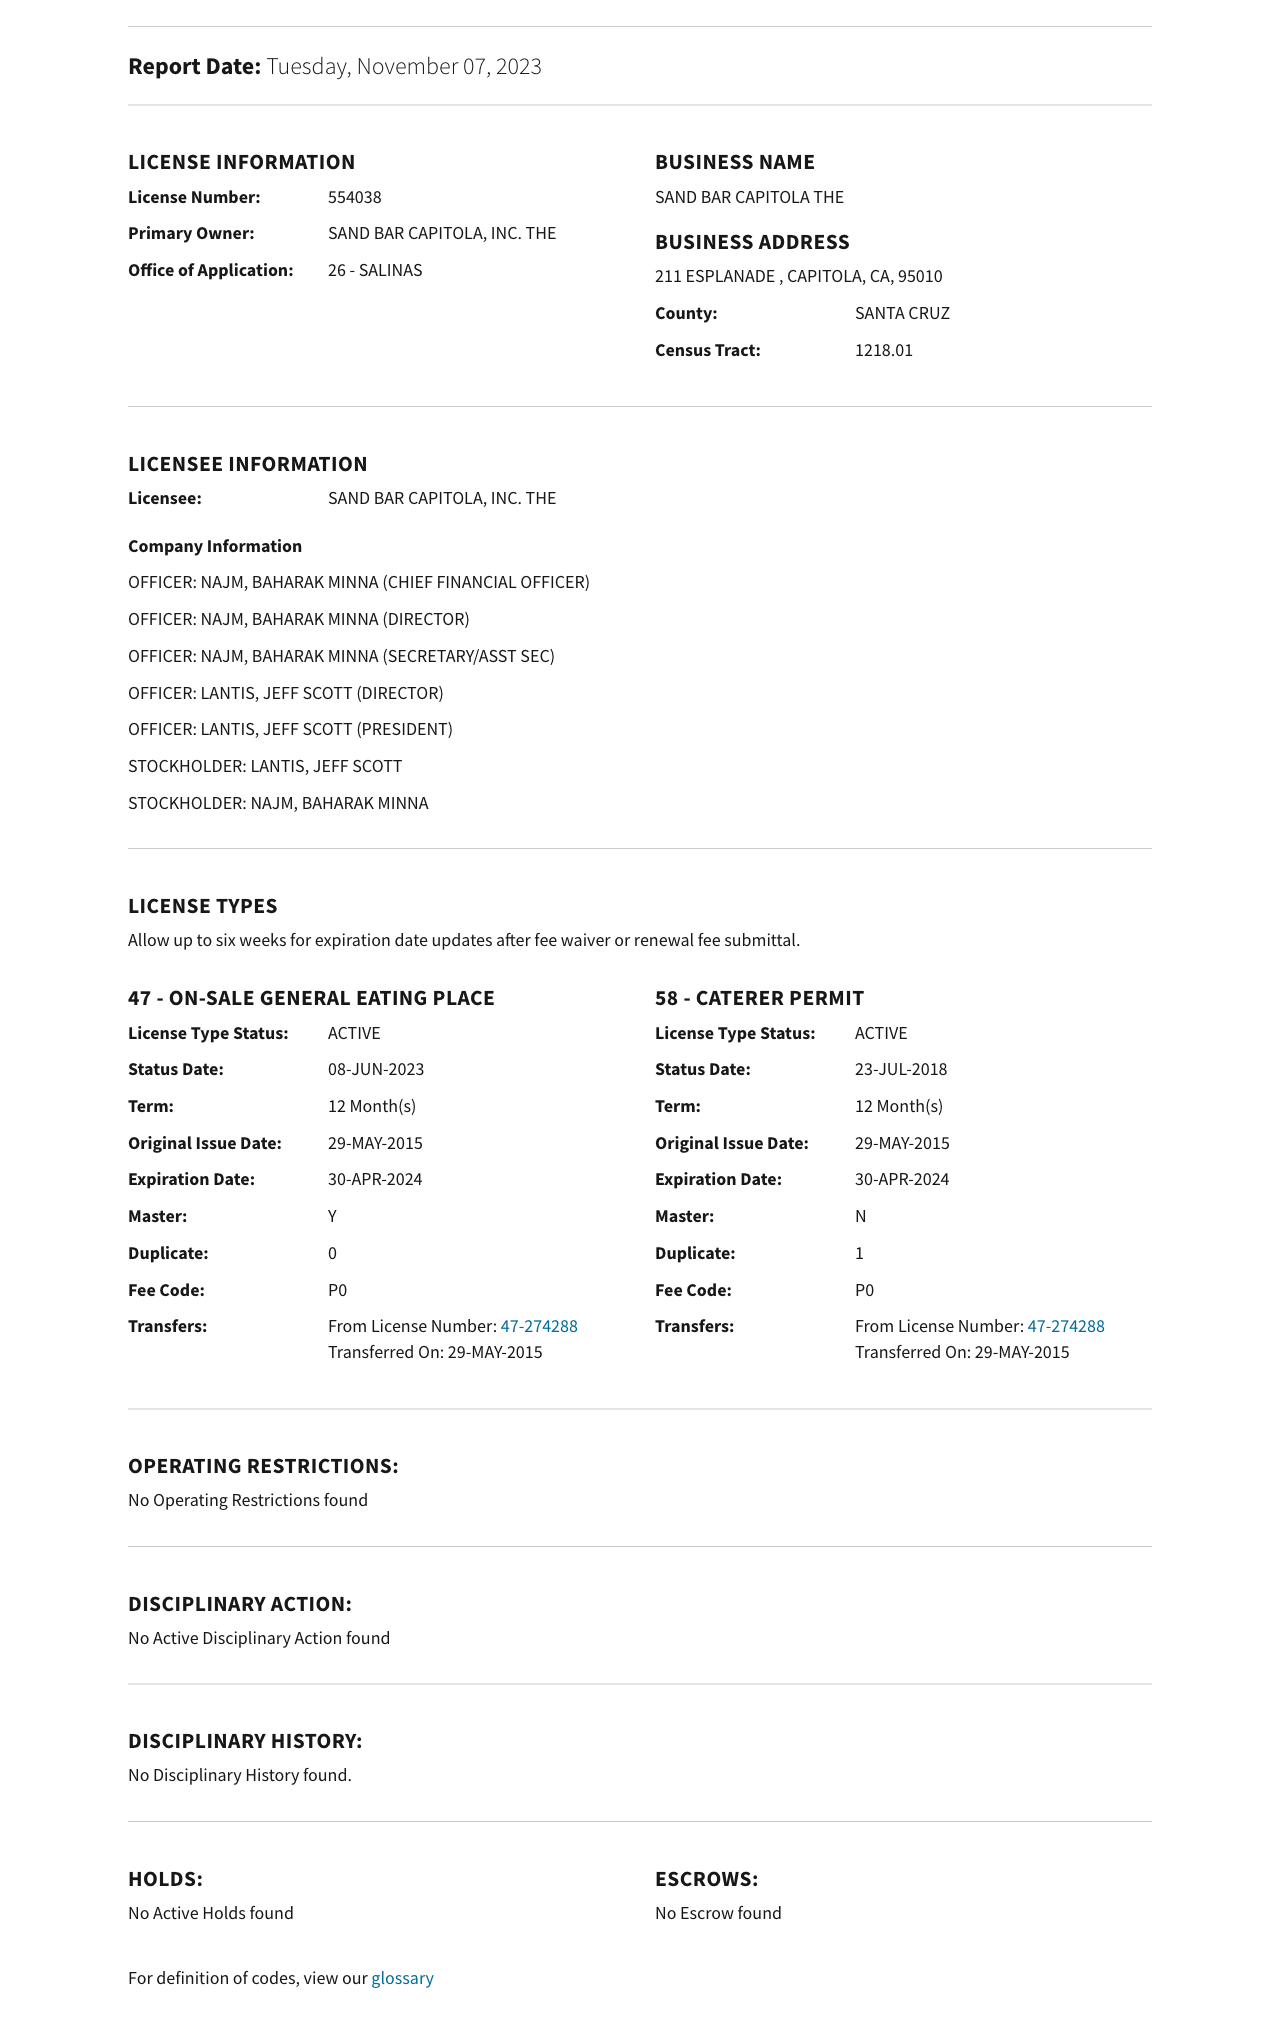 Report Date: Tuesday, November 07, 2023
LICENSE INFORMATION
License Number: 554038
Primary Owner: SAND BAR CAPITOLA, INC. THE
Office of Application: 26 - SALINAS
BUSINESS NAME
SAND BAR CAPITOLA THE
BUSINESS ADDRESS
211 ESPLANADE , CAPITOLA, CA, 95010
County: SANTA CRUZ
Census Tract: 1218.01
LICENSEE INFORMATION
Licensee: SAND BAR CAPITOLA, INC. THE
Company Information
OFFICER: NAJM, BAHARAK MINNA (CHIEF FINANCIAL OFFICER)
OFFICER: NAJM, BAHARAK MINNA (DIRECTOR)
OFFICER: NAJM, BAHARAK MINNA (SECRETARY/ASST SEC)
OFFICER: LANTIS, JEFF SCOTT (DIRECTOR)
OFFICER: LANTIS, JEFF SCOTT (PRESIDENT)
STOCKHOLDER: LANTIS, JEFF SCOTT
STOCKHOLDER: NAJM, BAHARAK MINNA
LICENSE TYPES
Allow up to six weeks for expiration date updates after fee waiver or renewal fee submittal.
47 - ON-SALE GENERAL EATING PLACE
License Type Status: ACTIVE
Status Date: 08-JUN-2023
Term: 12 Month(s)
Original Issue Date: 29-MAY-2015
Expiration Date: 30-APR-2024
Master: Y
Duplicate: 0
Fee Code: P0
Transfers: From License Number: 47-274288
Transferred On: 29-MAY-2015
58 - CATERER PERMIT
License Type Status: ACTIVE
Status Date: 23-JUL-2018
Term: 12 Month(s)
Original Issue Date: 29-MAY-2015
Expiration Date: 30-APR-2024
Master: N
Duplicate: 1
Fee Code: P0
Transfers: From License Number: 47-274288
Transferred On: 29-MAY-2015
OPERATING RESTRICTIONS:
No Operating Restrictions found
DISCIPLINARY ACTION:
No Active Disciplinary Action found
DISCIPLINARY HISTORY:
No Disciplinary History found.
HOLDS:
No Active Holds found
ESCROWS:
No Escrow found
For definition of codes, view our glossary